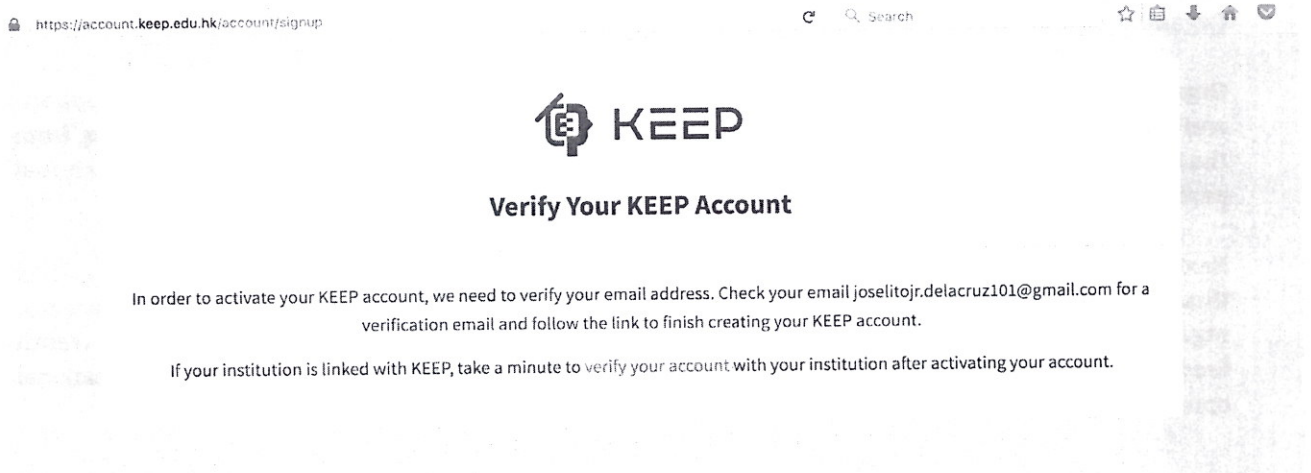 https://account.keep.edu.hk/account/signup
Search
KEEP
Verify Your KEEP Account
In order to activate your KEEP account, we need to verify your email address. Check your email joselitojr.delacruz101@gmail.com for a
verification email and follow the link to finish creating your KEEP account.
If your institution is linked with KEEP, take a minute to verify your account with your institution after activating your account.